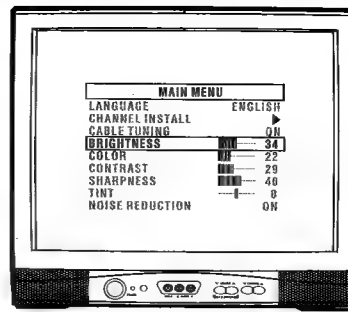 MAIN MENU
LANGUAGE ENGLISH
CHANNEL INSTALL
CABLE TUNING ON
BRIGHTNESS 34
COLOR 22
CONTRAST 29
SHARPNESS 40
TINT 0
NOISE REDUCTION ON